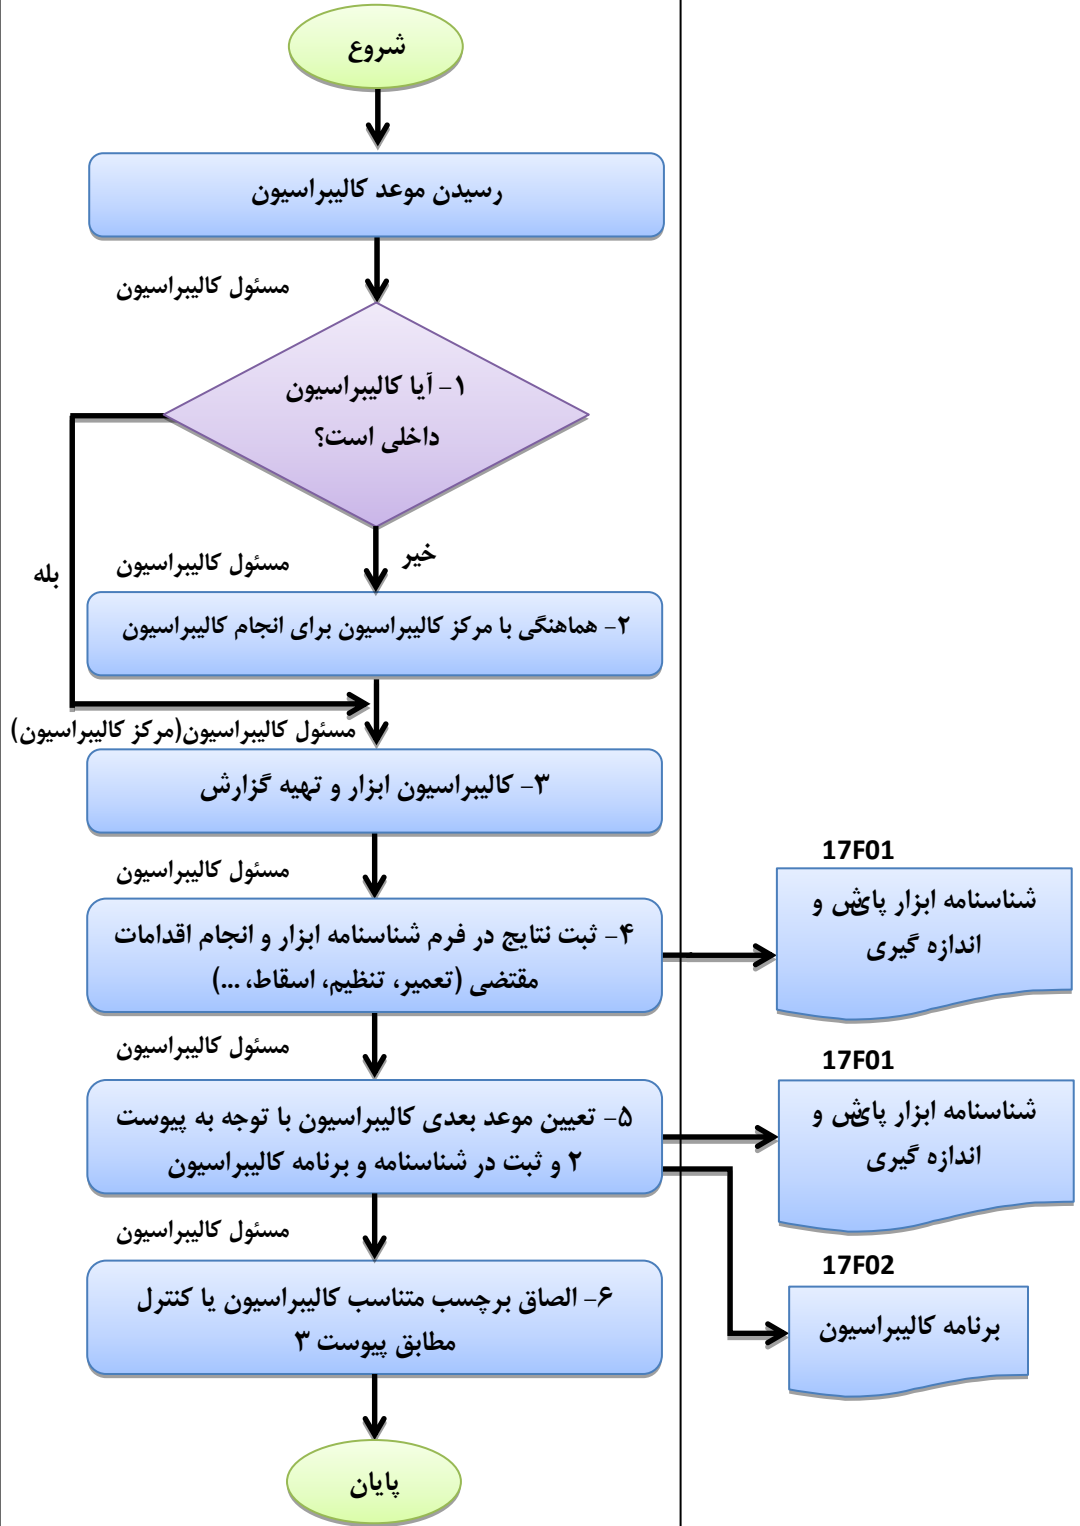 شروع
رسیدن موعد کالیبراسیون
مسئول کالیبراسیون
۱- آیا کالیبراسیون
داخلی است؟
خیر
مسئول کالیبراسیون
بله
۲- هماهنگی با مرکز کالیبراسیون برای انجام کالیبراسیون
مسئول کالیبراسیون(مرکز کالیبراسیون)
۳- کالیبراسیون ابزار و تهیه گزارش
مسئول کالیبراسیون
17F01
۴- ثبت نتایج در فرم شناسنامه ابزار و انجام اقدامات
مقتضی (تعمیر، تنظیم، اسقاط، ...)
شناسنامه ابزار پایش و
اندازه گیری
مسئول کالیبراسیون
17F01
۵- تعیین موعد بعدی کالیبراسیون با توجه به پیوست
۲ و ثبت در شناسنامه و برنامه کالیبراسیون
شناسنامه ابزار پایش و
اندازه گیری
مسئول کالیبراسیون
17F02
۶- الصاق برچسب متناسب کالیبراسیون یا کنترل
مطابق پیوست ۳
برنامه کالیبراسیون
پایان